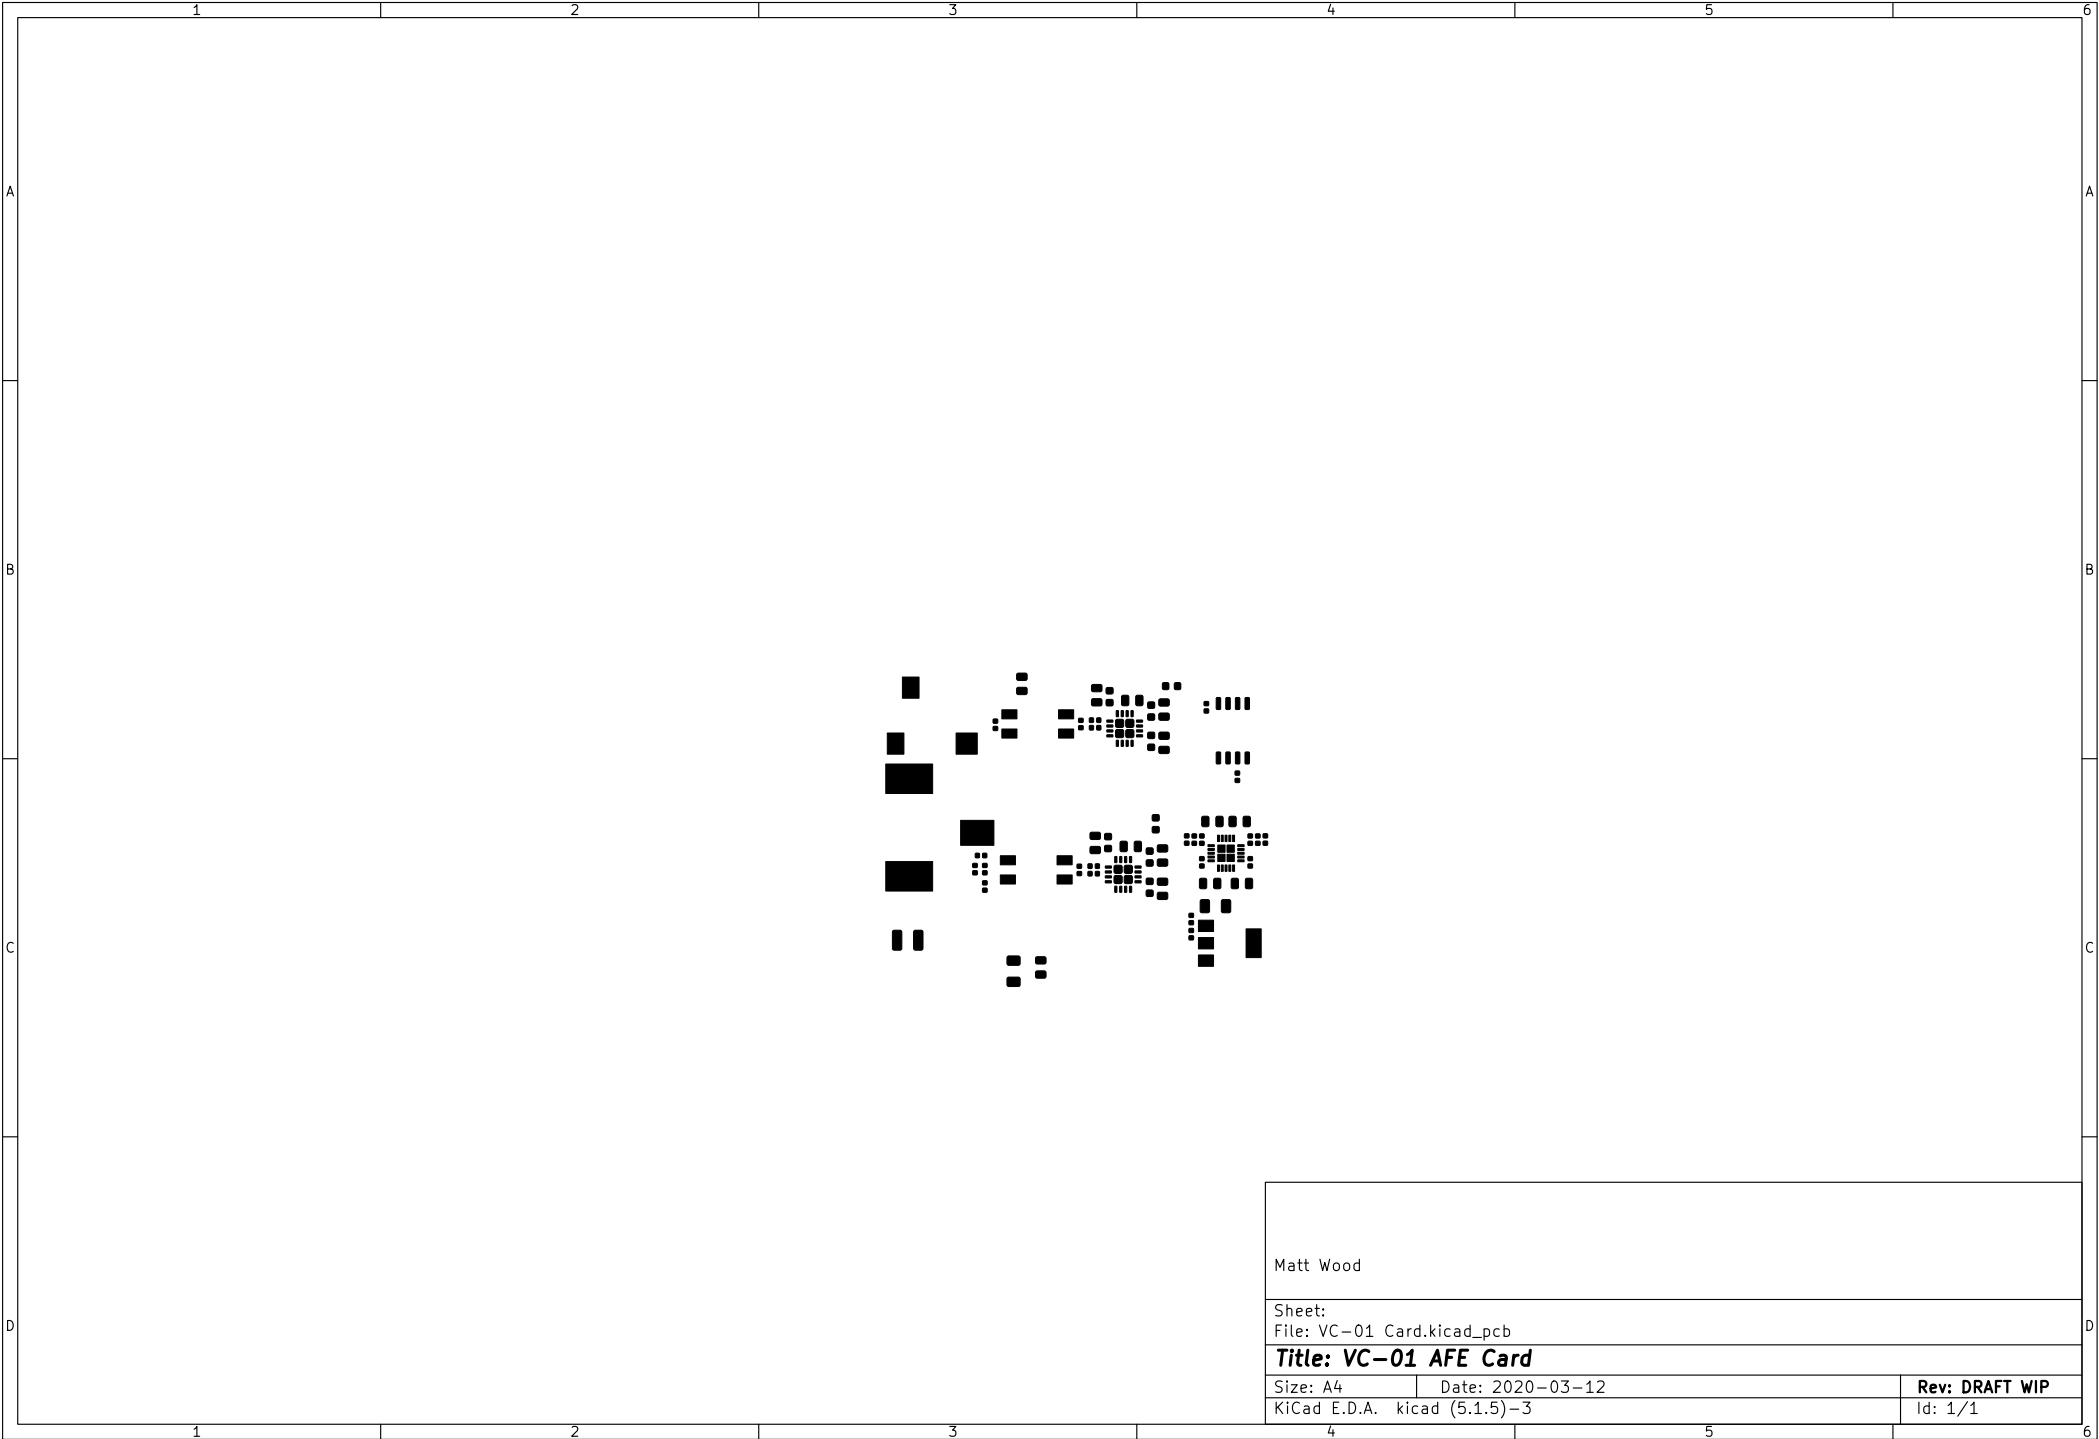 1 2 3 4 5 6
A A
B B
C C
Matt Wood
Sheet:
File: VC-01 Card.kicad_pcb
D D
Title: VC-01 AFE Card
Size: A4 Date: 2020-03-12 Rev: DRAFT WIP
KiCad E.D.A. kicad (5.1.5)-3 Id: 1/1
1 2 3 4 5 6